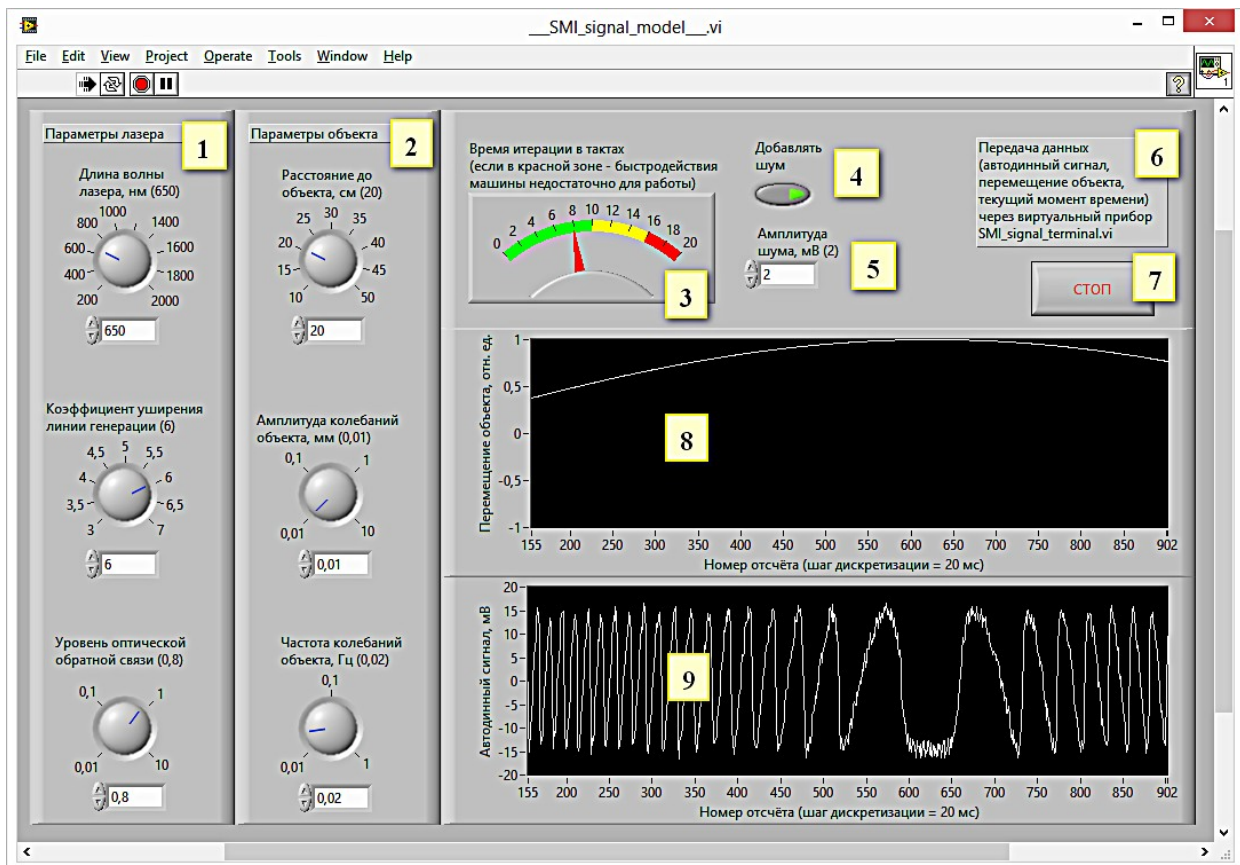 __SMI_signal_model__.vi
File Edit View Project Operate Tools Window Help
1
Параметры лазера
1
Длина волны
лазера, нм (650)
200 400 600 800 1000 1400 1600 1800 2000
650
Коэффициент уширения
линии генерации (6)
3 3,5 4 4,5 5 5,5 6 6,5 7
6
Уровень оптической
обратной связи (0,8)
0,01 0,1 1 10
0,8
Параметры объекта
2
Расстояние до
объекта, см (20)
10 15 20 25 30 35 40 45 50
20
Амплитуда колебаний
объекта, мм (0,01)
0,01 0,1 1 10
0,01
Частота колебаний
объекта, Гц (0,02)
0,01 0,1 1
0,02
Время итерации в тактах
(если в красной зоне - быстродействия
машины недостаточно для работы)
0 2 4 6 8 10 12 14 16 18 20
3
Добавлять
шум
4
Амплитуда
шума, мВ (2)
2
5
Передача данных
(автодинный сигнал,
перемещение объекта,
текущий момент времени)
через виртуальный прибор
SMI_signal_terminal.vi
6
СТОП
7
Перемещение объекта, отн. ед.
1
0,5
0
-0,5
-1
8
155 200 250 300 350 400 450 500 550 600 650 700 750 800 850 902
Номер отсчёта (шаг дискретизации = 20 мс)
Автодинный сигнал, мВ
20
15
10
5
0
-5
-10
-15
-20
9
155 200 250 300 350 400 450 500 550 600 650 700 750 800 850 902
Номер отсчёта (шаг дискретизации = 20 мс)